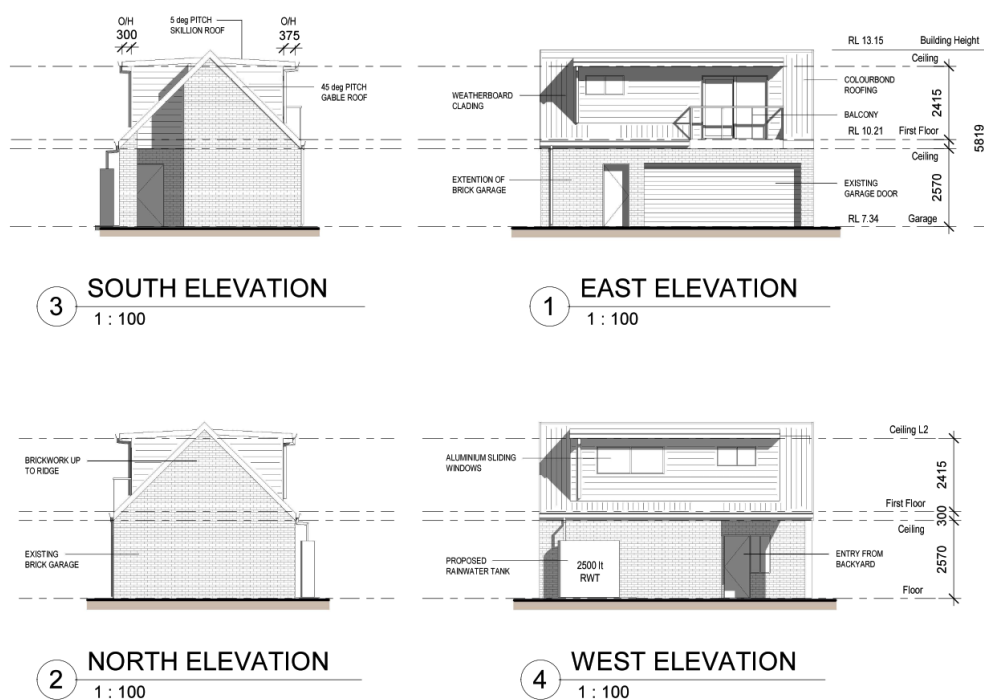 O/H
300
5 deg PITCH
SKILLION ROOF
O/H
375
45 deg PITCH
GABLE ROOF
3
SOUTH ELEVATION
1 : 100
RL 13.15
Building Height
Ceiling
WEATHERBOARD
CLADING
COLOURBOND
ROOFING
BALCONY
2415
RL 10.21
First Floor
Ceiling
5819
EXTENTION OF
BRICK GARAGE
EXISTING
GARAGE DOOR
2570
RL 7.34
Garage
1
EAST ELEVATION
1 : 100
BRICKWORK UP
TO RIDGE
EXISTING
BRICK GARAGE
2
NORTH ELEVATION
1 : 100
Ceiling L2
ALUMINIUM SLIDING
WINDOWS
2415
First Floor
300
Ceiling
PROPOSED
RAINWATER TANK
2500 lt
RWT
ENTRY FROM
BACKYARD
2570
Floor
4
WEST ELEVATION
1 : 100